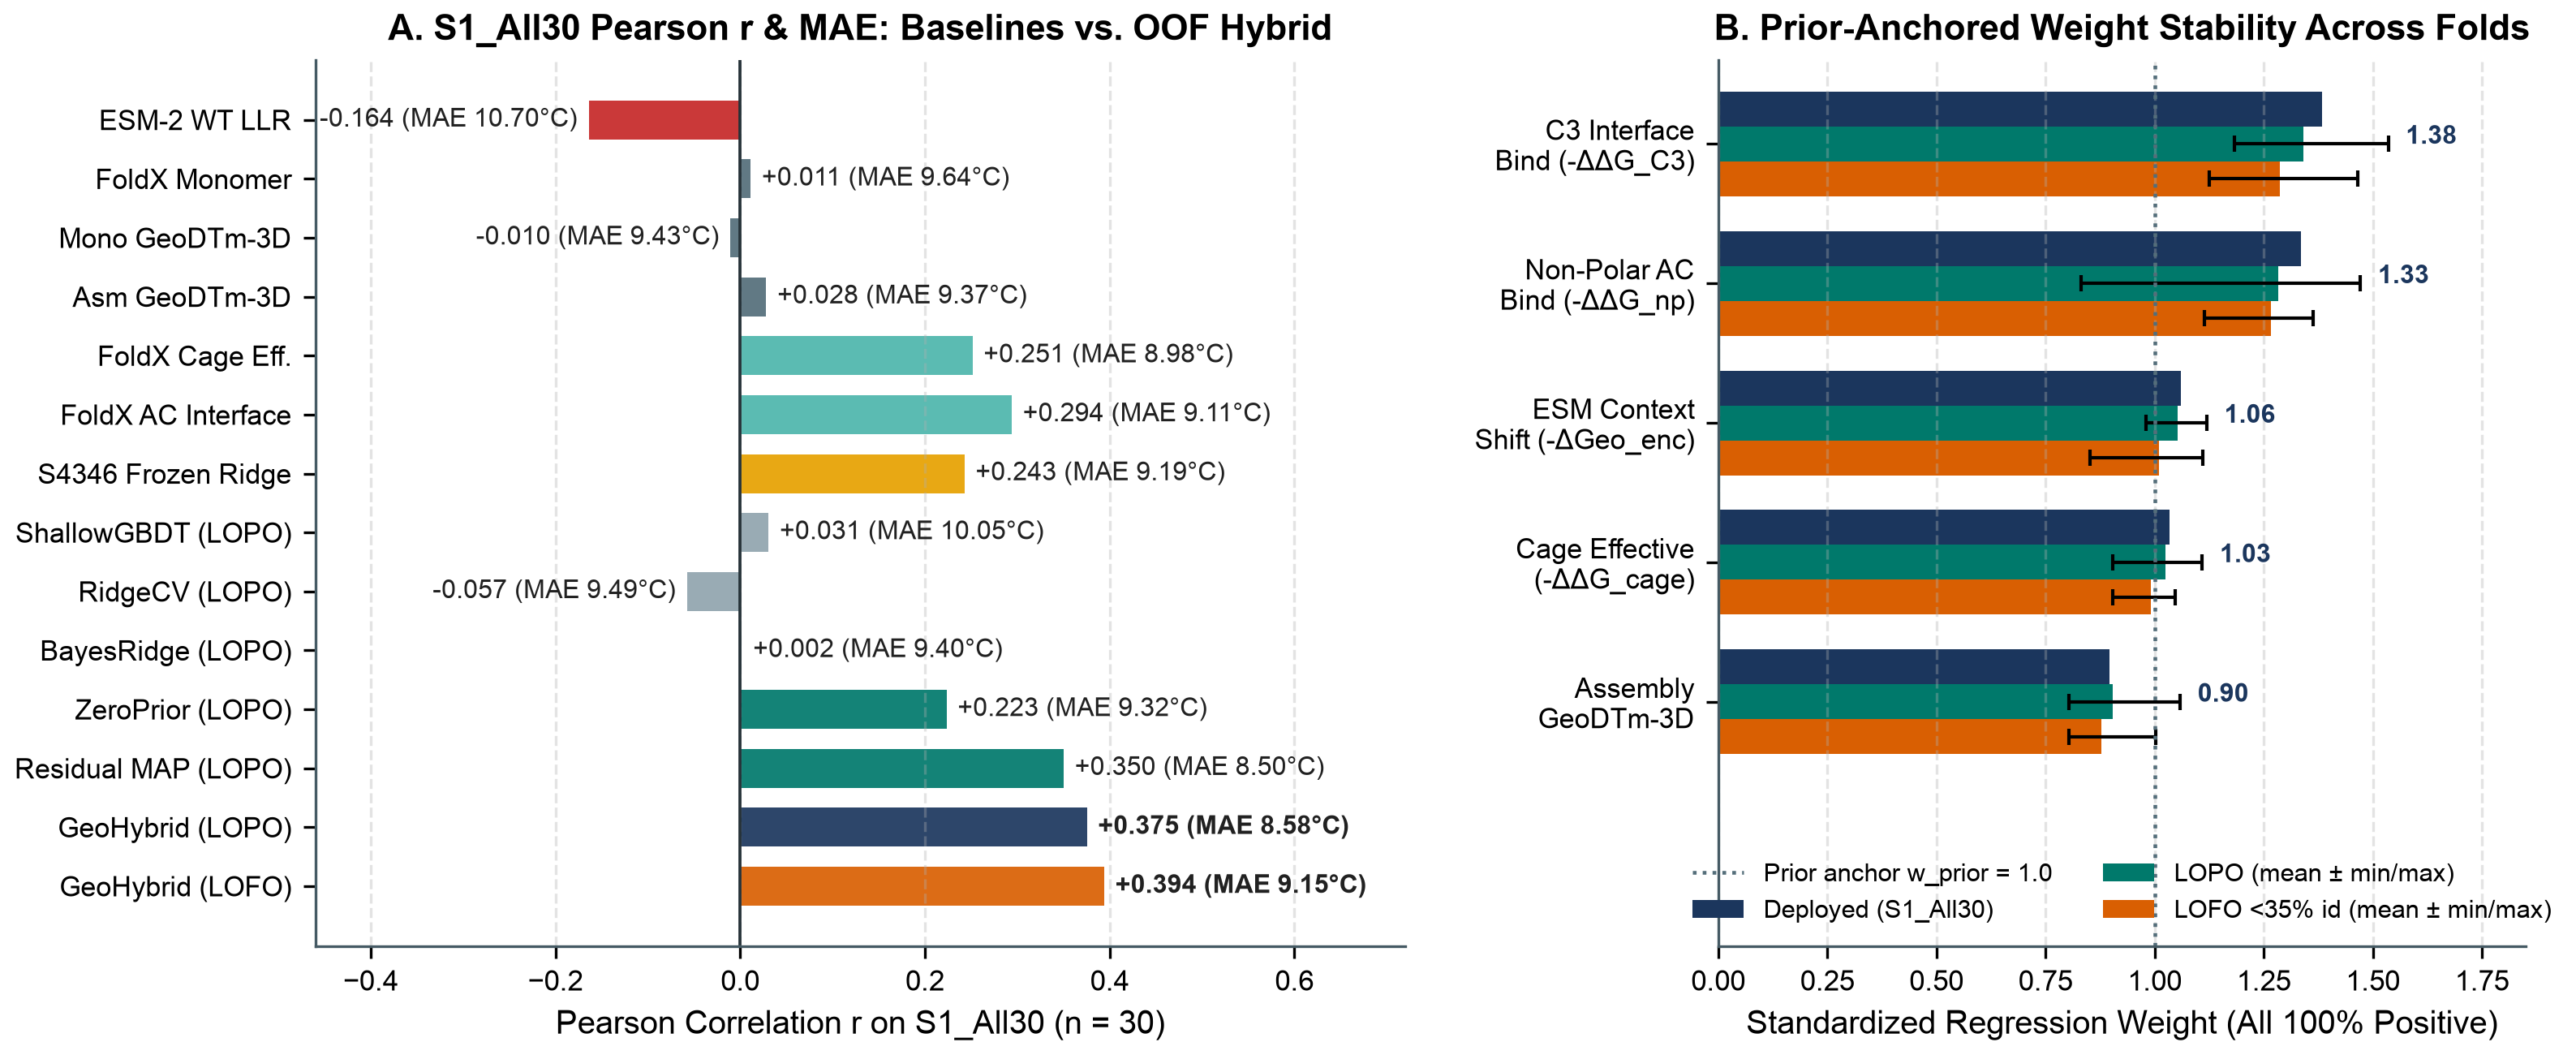 A. S1_All30 Pearson r & MAE: Baselines vs. OOF Hybrid
ESM-2 WT LLR
-0.164 (MAE 10.70°C)
FoldX Monomer
+0.011 (MAE 9.64°C)
Mono GeoDTm-3D
-0.010 (MAE 9.43°C)
Asm GeoDTm-3D
+0.028 (MAE 9.37°C)
FoldX Cage Eff.
+0.251 (MAE 8.98°C)
FoldX AC Interface
+0.294 (MAE 9.11°C)
S4346 Frozen Ridge
+0.243 (MAE 9.19°C)
ShallowGBDT (LOPO)
+0.031 (MAE 10.05°C)
RidgeCV (LOPO)
-0.057 (MAE 9.49°C)
BayesRidge (LOPO)
+0.002 (MAE 9.40°C)
ZeroPrior (LOPO)
+0.223 (MAE 9.32°C)
Residual MAP (LOPO)
+0.350 (MAE 8.50°C)
GeoHybrid (LOPO)
+0.375 (MAE 8.58°C)
GeoHybrid (LOFO)
+0.394 (MAE 9.15°C)
−0.4 −0.2 0.0 0.2 0.4 0.6
Pearson Correlation r on S1_All30 (n = 30)
B. Prior-Anchored Weight Stability Across Folds
C3 Interface
Bind (-ΔΔG_C3)
1.38
Non-Polar AC
Bind (-ΔΔG_np)
1.33
ESM Context
Shift (-ΔGeo_enc)
1.06
Cage Effective
(-ΔΔG_cage)
1.03
Assembly
GeoDTm-3D
0.90
Prior anchor w_prior = 1.0
Deployed (S1_All30)
LOPO (mean ± min/max)
LOFO <35% id (mean ± min/max)
0.00 0.25 0.50 0.75 1.00 1.25 1.50 1.75
Standardized Regression Weight (All 100% Positive)